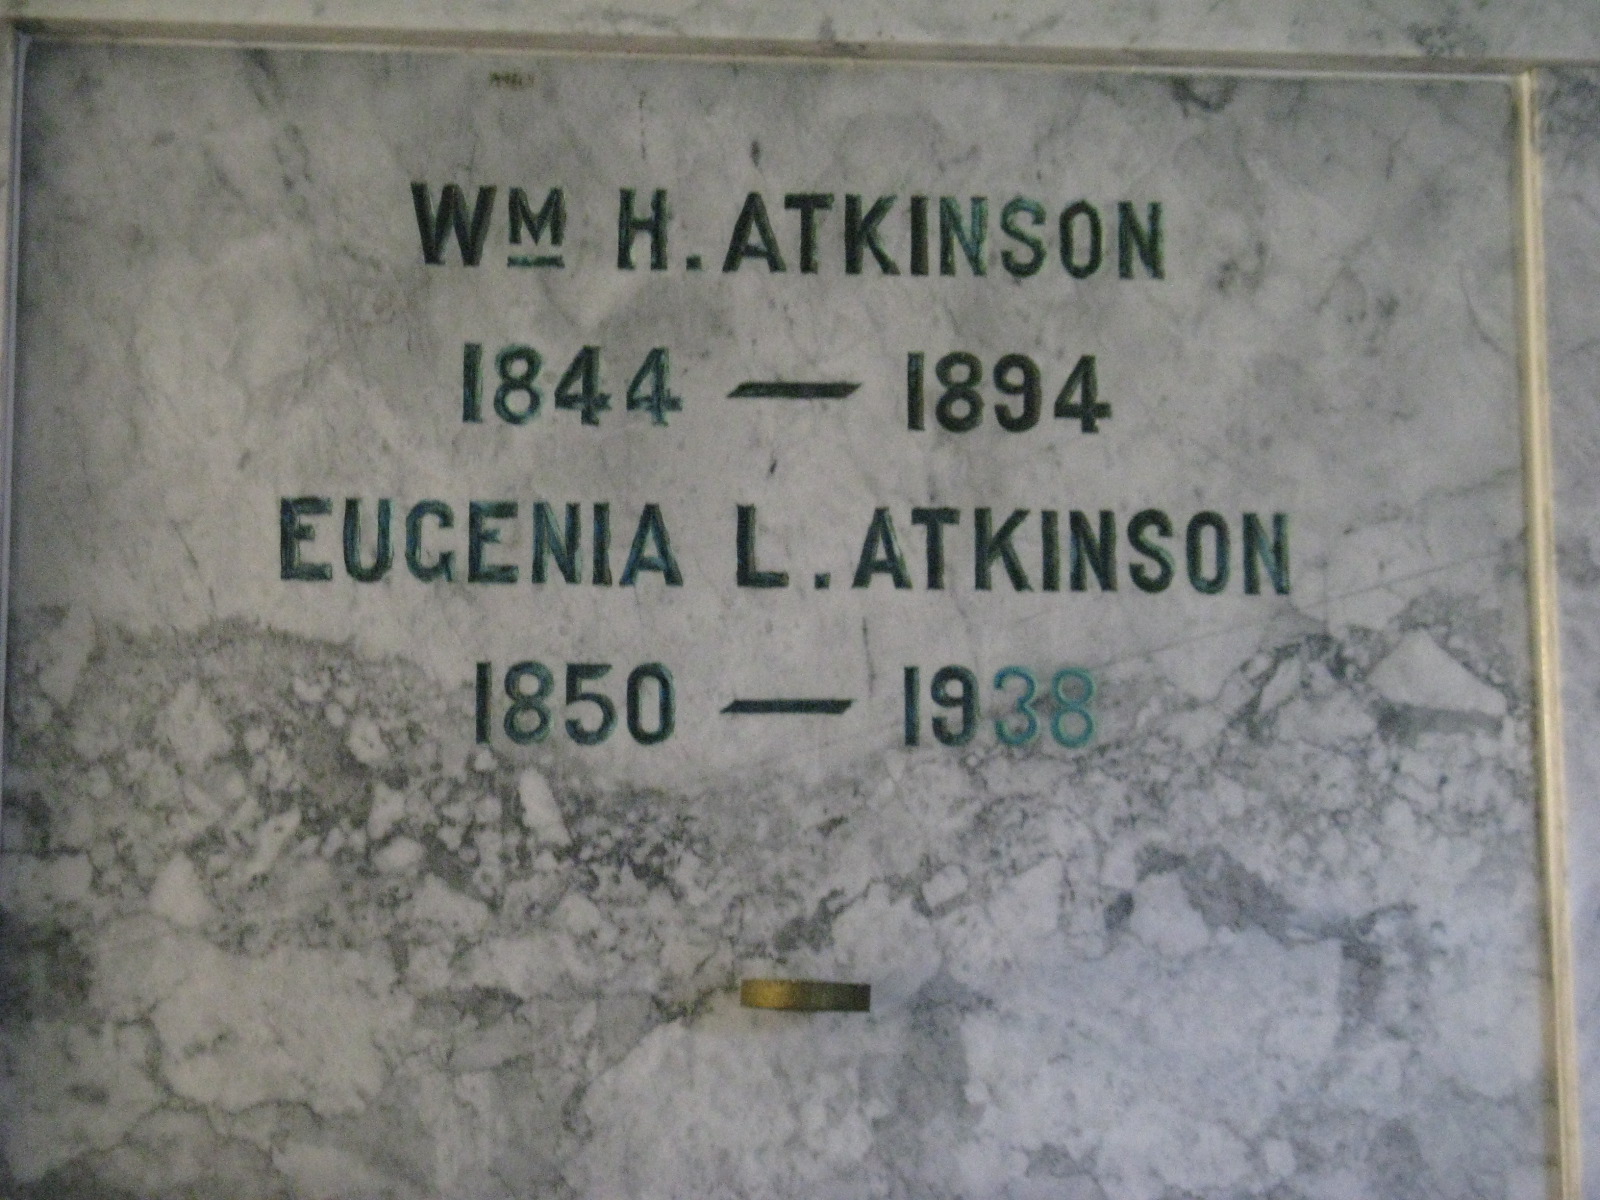 Wᴹ H. ATKINSON
1844 — 1894
EUGENIA L. ATKINSON
1850 — 1938